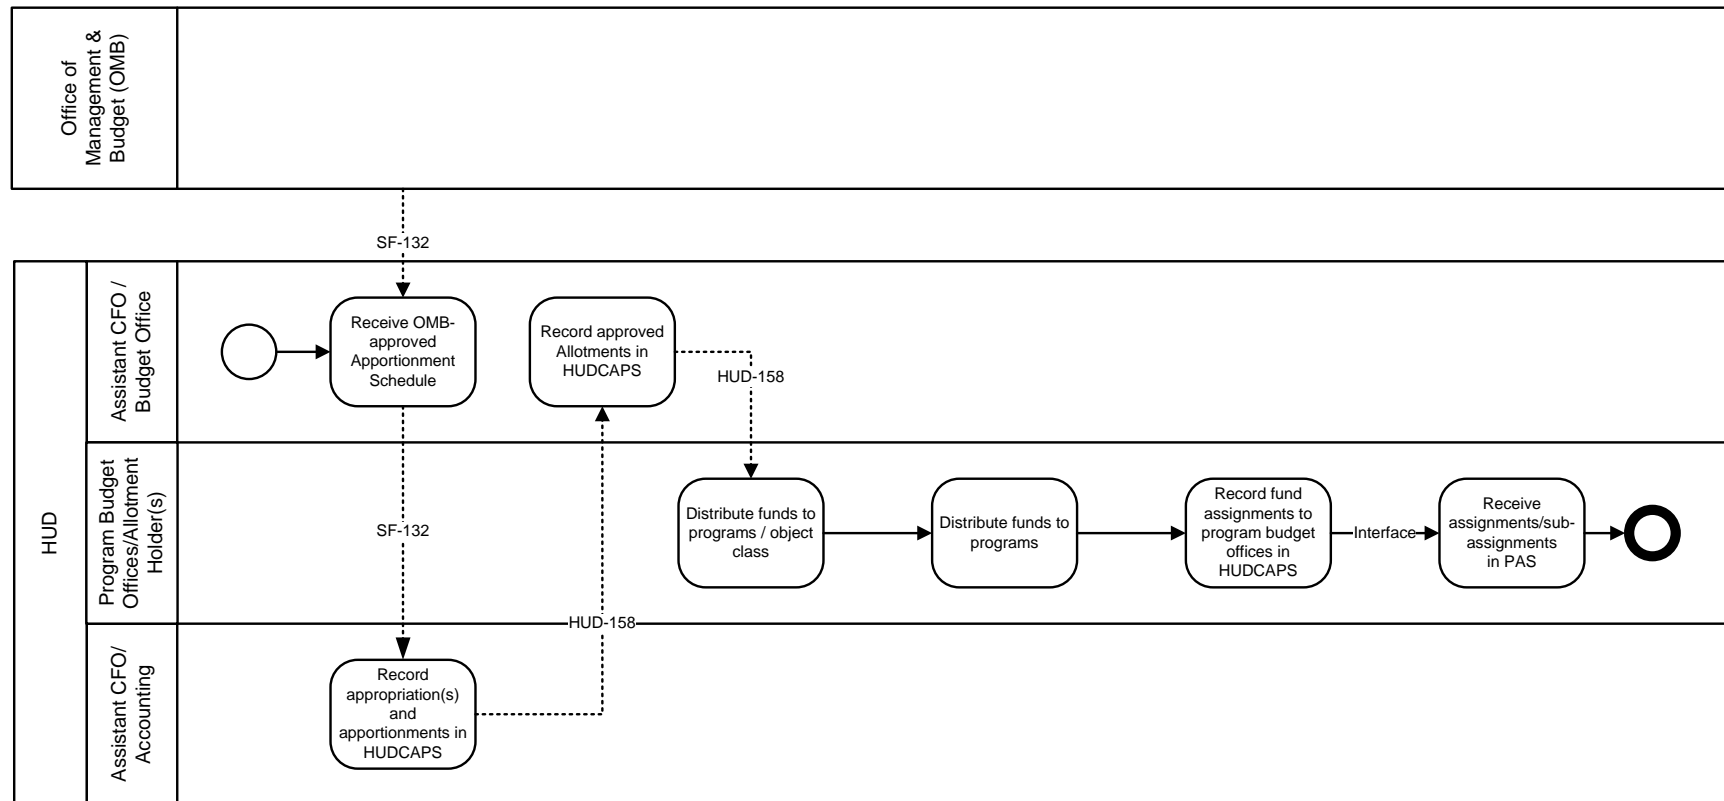 Office of
Management &
Budget (OMB)
SF-132
HUD
Assistant CFO /
Budget Office
Receive OMB-
approved
Apportionment
Schedule
Record approved
Allotments in
HUDCAPS
HUD-158
Program Budget
Offices/Allotment
Holder(s)
SF-132
Distribute funds to
programs / object
class
Distribute funds to
programs
Record fund
assignments to
program budget
offices in
HUDCAPS
Interface
Receive
assignments/sub-
assignments
in PAS
HUD-158
Assistant CFO/
Accounting
Record
appropriation(s)
and
apportionments in
HUDCAPS